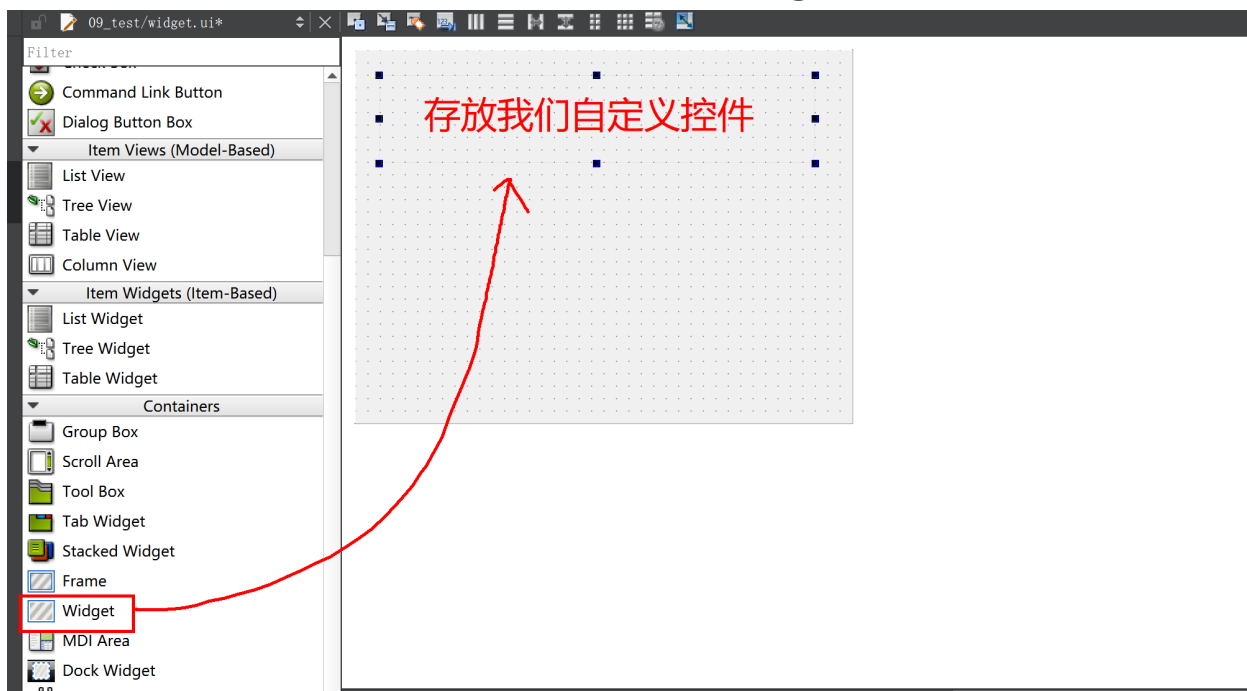 09_test/widget.ui*
Filter
Check Box
Command Link Button
Dialog Button Box
Item Views (Model-Based)
List View
Tree View
Table View
Column View
Item Widgets (Item-Based)
List Widget
Tree Widget
Table Widget
Containers
Group Box
Scroll Area
Tool Box
Tab Widget
Stacked Widget
Frame
Widget
MDI Area
Dock Widget
存放我们自定义控件